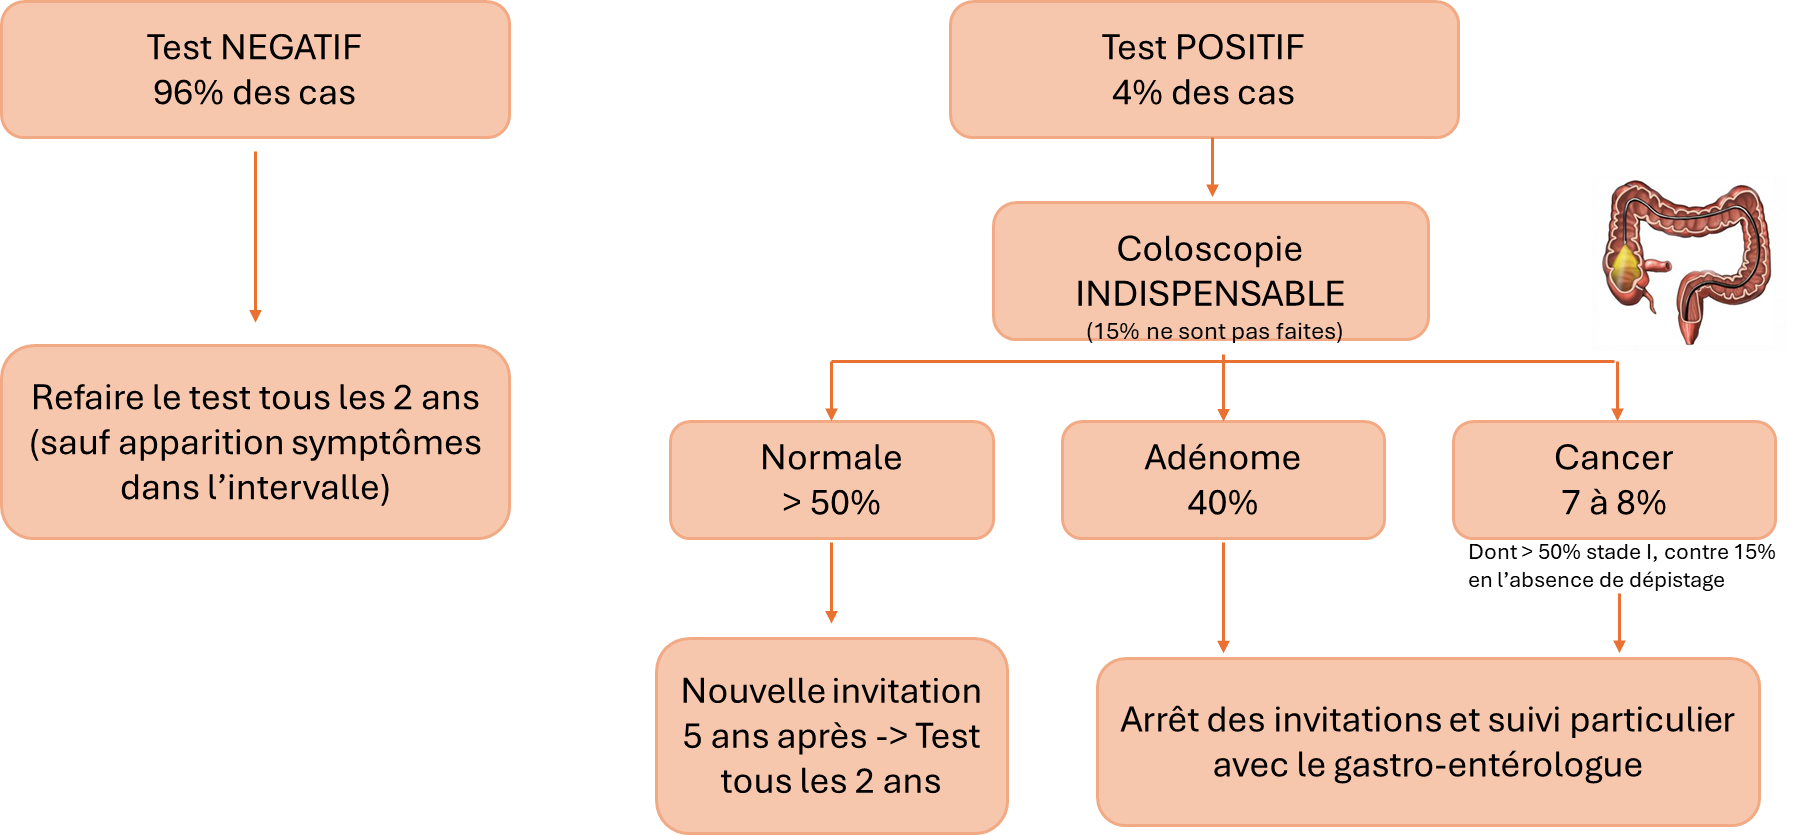 Test NEGATIF
96% des cas
Refaire le test tous les 2 ans
(sauf apparition symptômes
dans l’intervalle)
Test POSITIF
4% des cas
Coloscopie
INDISPENSABLE
(15% ne sont pas faites)
Normale
> 50%
Adénome
40%
Cancer
7 à 8%
Dont > 50% stade I, contre 15%
en l’absence de dépistage
Nouvelle invitation
5 ans après -> Test
tous les 2 ans
Arrêt des invitations et suivi particulier
avec le gastro-entérologue